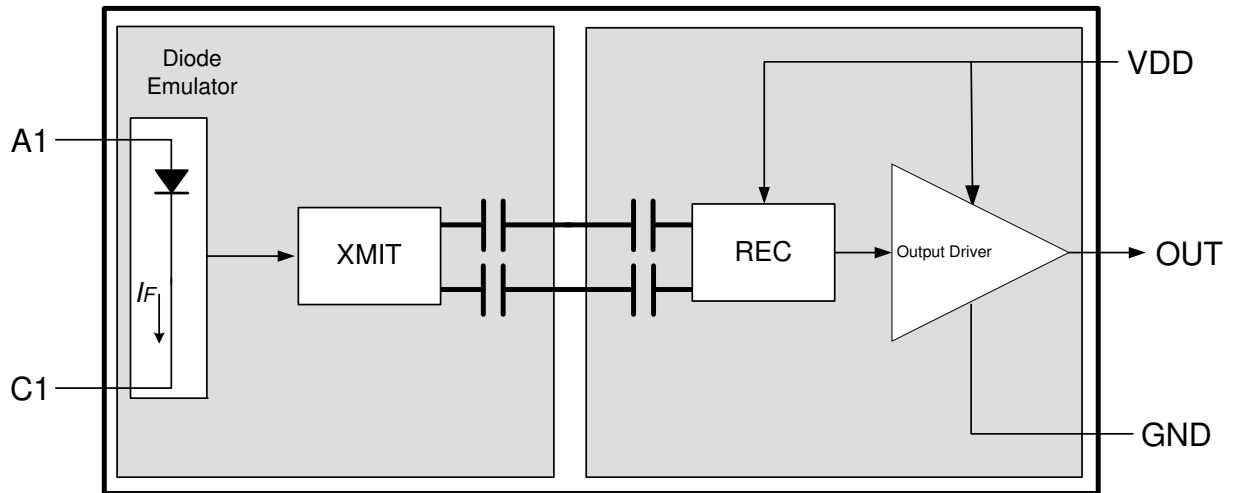 Diode
Emulator
A1
IF
C1
XMIT
REC
Output Driver
VDD
OUT
GND